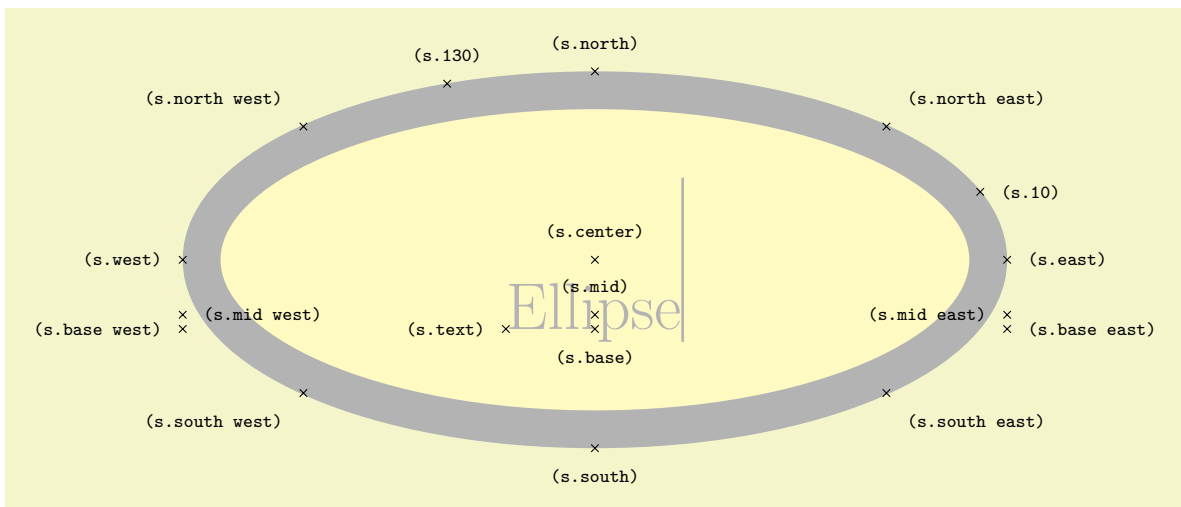 (s.north)
(s.130)
(s.north west)
(s.north east)
(s.10)
(s.center)
(s.west)
(s.east)
(s.mid)
Ellipse
(s.mid west)
(s.mid east)
(s.base west)
(s.text)
(s.base east)
(s.base)
(s.south west)
(s.south east)
(s.south)